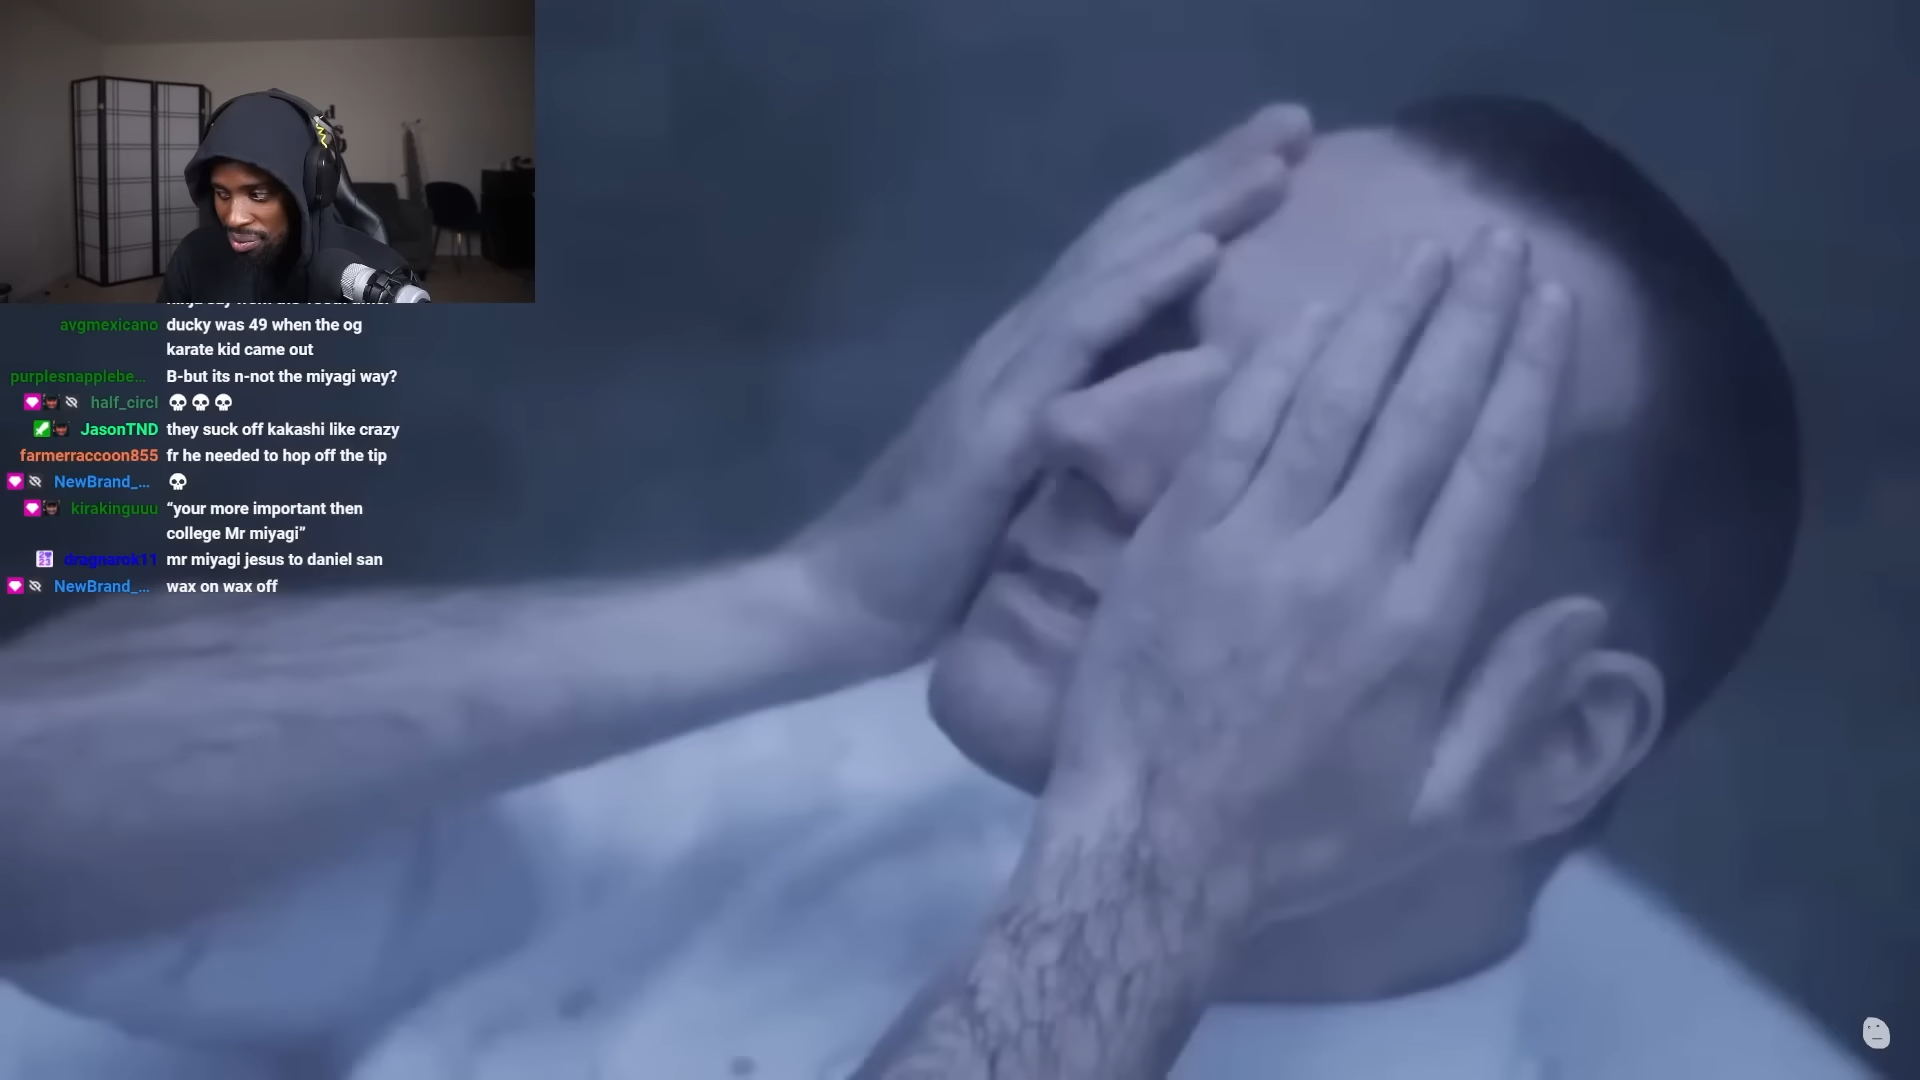 avgmexicano ducky was 49 when the og
karate kid came out
purplesnapplebe... B-but its n-not the miyagi way?
half_circl 💀💀💀
JasonTND they suck off kakashi like crazy
farmerraccoon855 fr he needed to hop off the tip
NewBrand_... 💀
kirakinguuu “your more important then
college Mr miyagi”
dragnarok11 mr miyagi jesus to daniel san
NewBrand_... wax on wax off